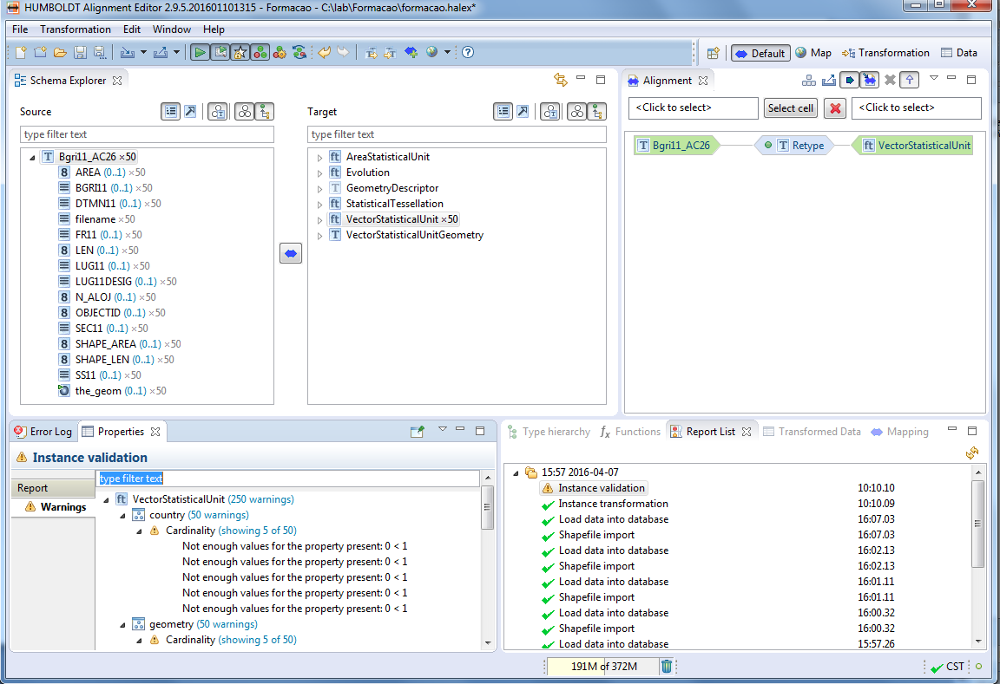 HUMBOLDT Alignment Editor 2.9.5.201601101315 - Formacao - C:\lab\Formacao\formacao.halex*
File Transformation Edit Window Help
Default Map Transformation Data
Schema Explorer
Source
type filter text
Bgri11_AC26 ×50
AREA (0..1) ×50
BGRI11 (0..1) ×50
DTMN11 (0..1) ×50
filename ×50
FR11 (0..1) ×50
LEN (0..1) ×50
LUG11 (0..1) ×50
LUG11DESIG (0..1) ×50
N_ALOJ (0..1) ×50
OBJECTID (0..1) ×50
SEC11 (0..1) ×50
SHAPE_AREA (0..1) ×50
SHAPE_LEN (0..1) ×50
SS11 (0..1) ×50
the_geom (0..1) ×50
Target
type filter text
AreaStatisticalUnit
Evolution
GeometryDescriptor
StatisticalTessellation
VectorStatisticalUnit ×50
VectorStatisticalUnitGeometry
Alignment
<Click to select> Select cell <Click to select>
Bgri11_AC26 Retype VectorStatisticalUnit
Error Log Properties
Instance validation
Report
Warnings
type filter text
VectorStatisticalUnit (250 warnings)
country (50 warnings)
Cardinality (showing 5 of 50)
Not enough values for the property present: 0 < 1
Not enough values for the property present: 0 < 1
Not enough values for the property present: 0 < 1
Not enough values for the property present: 0 < 1
Not enough values for the property present: 0 < 1
geometry (50 warnings)
Cardinality (showing 5 of 50)
Type hierarchy Functions Report List Transformed Data Mapping
15:57 2016-04-07
Instance validation 10:10.10
Instance transformation 10:10.09
Load data into database 16:07.03
Shapefile import 16:07.03
Load data into database 16:02.13
Shapefile import 16:02.13
Load data into database 16:01.11
Shapefile import 16:01.11
Load data into database 16:00.32
Shapefile import 16:00.32
Load data into database 15:57.26
191M of 372M
CST